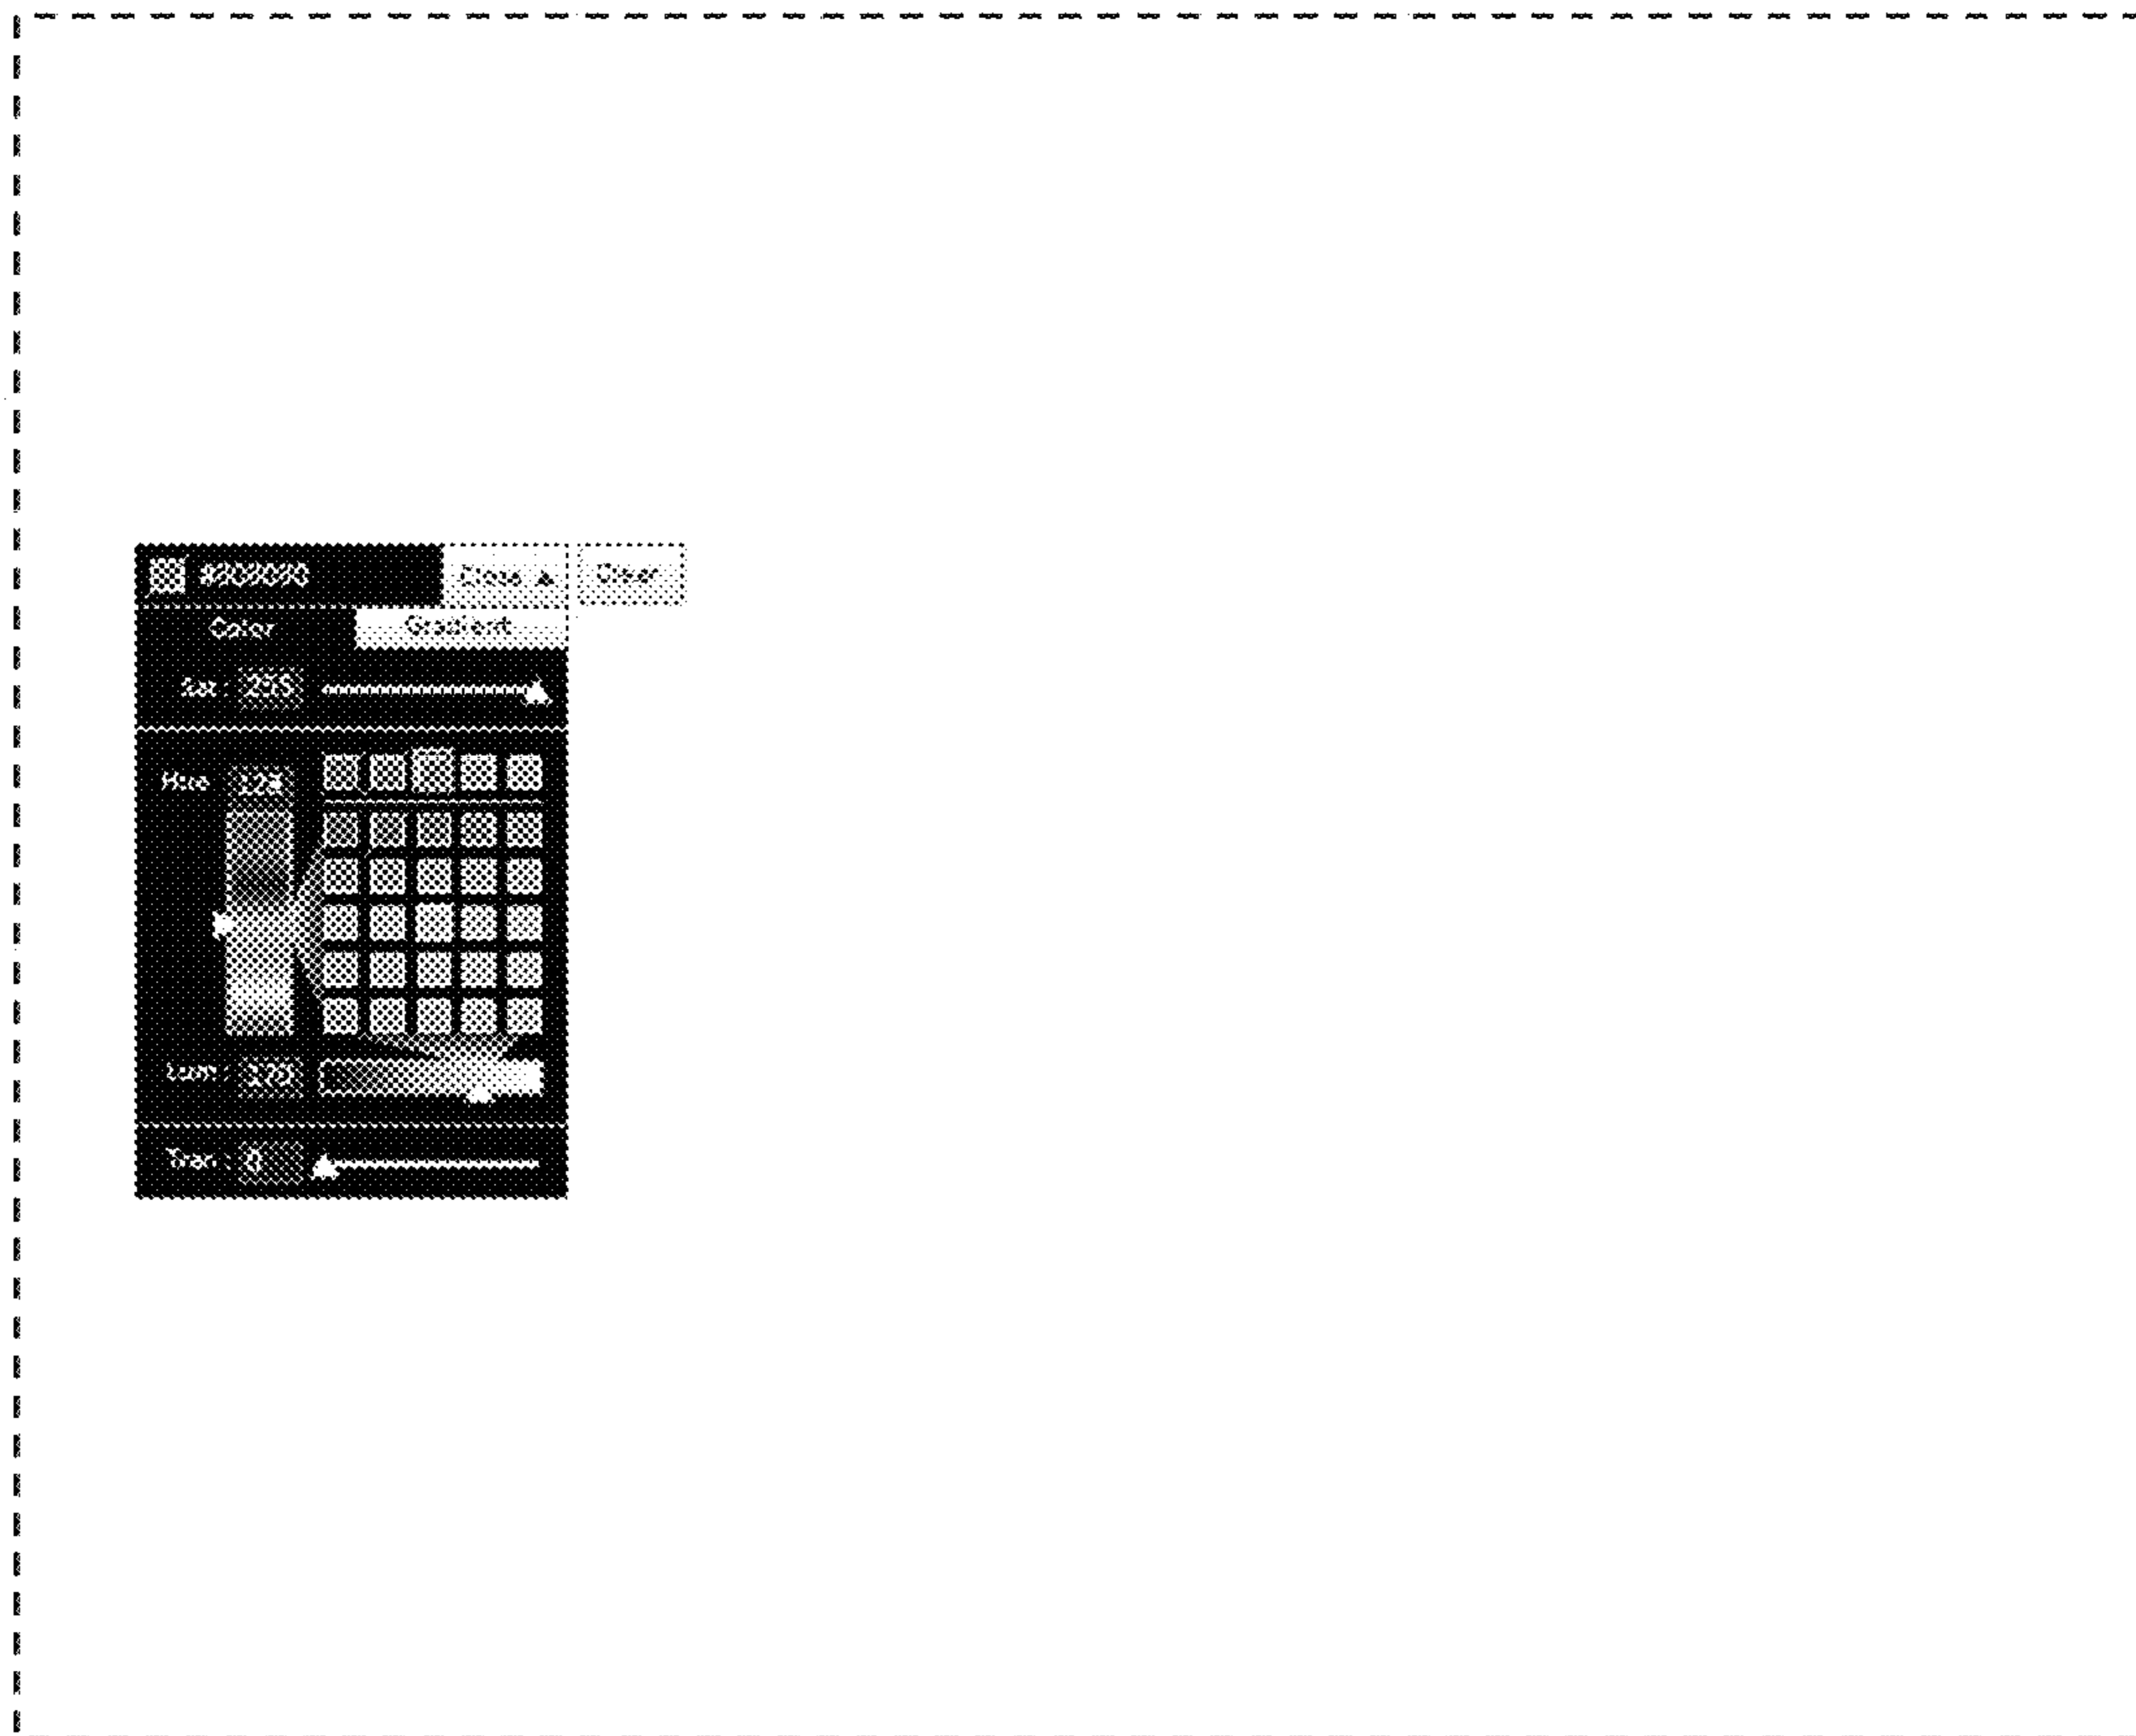 Close ▲ Clear
Color Gradient
Sat : 255
Hue
Lum :
Tran : 0